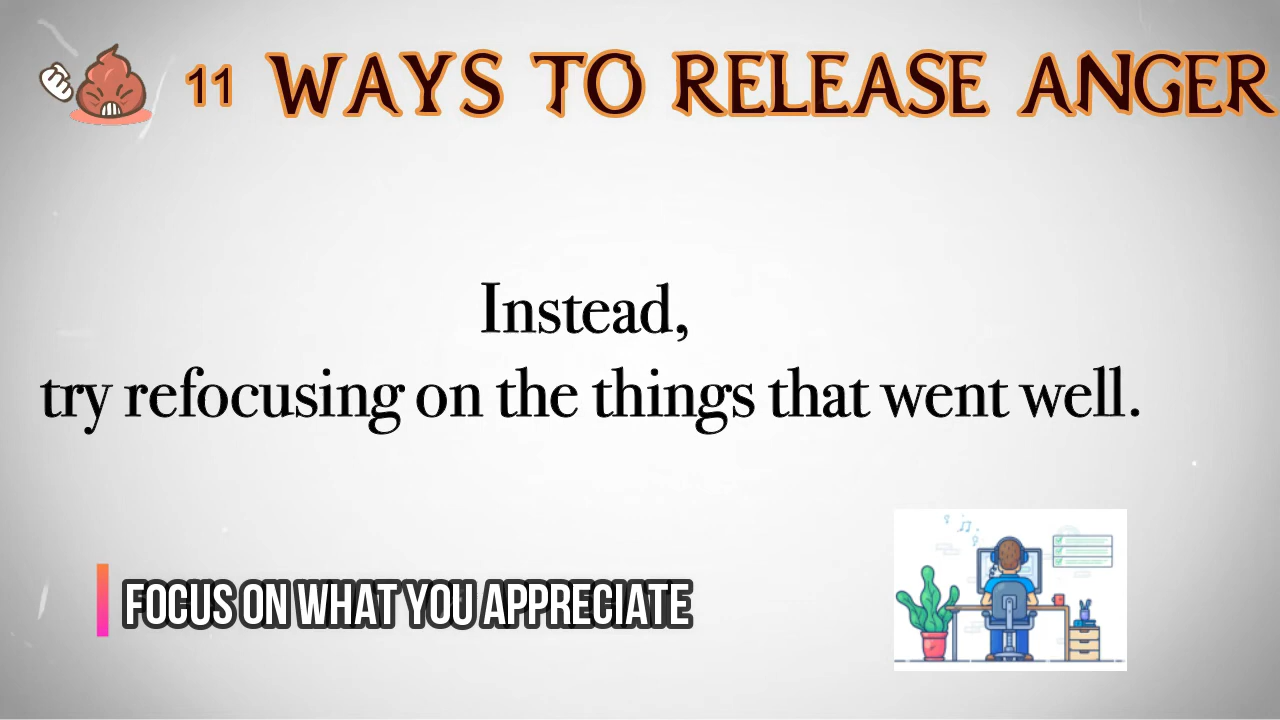 11 WAYS TO RELEASE ANGER
Instead,
try refocusing on the things that went well.
FOCUS ON WHAT YOU APPRECIATE